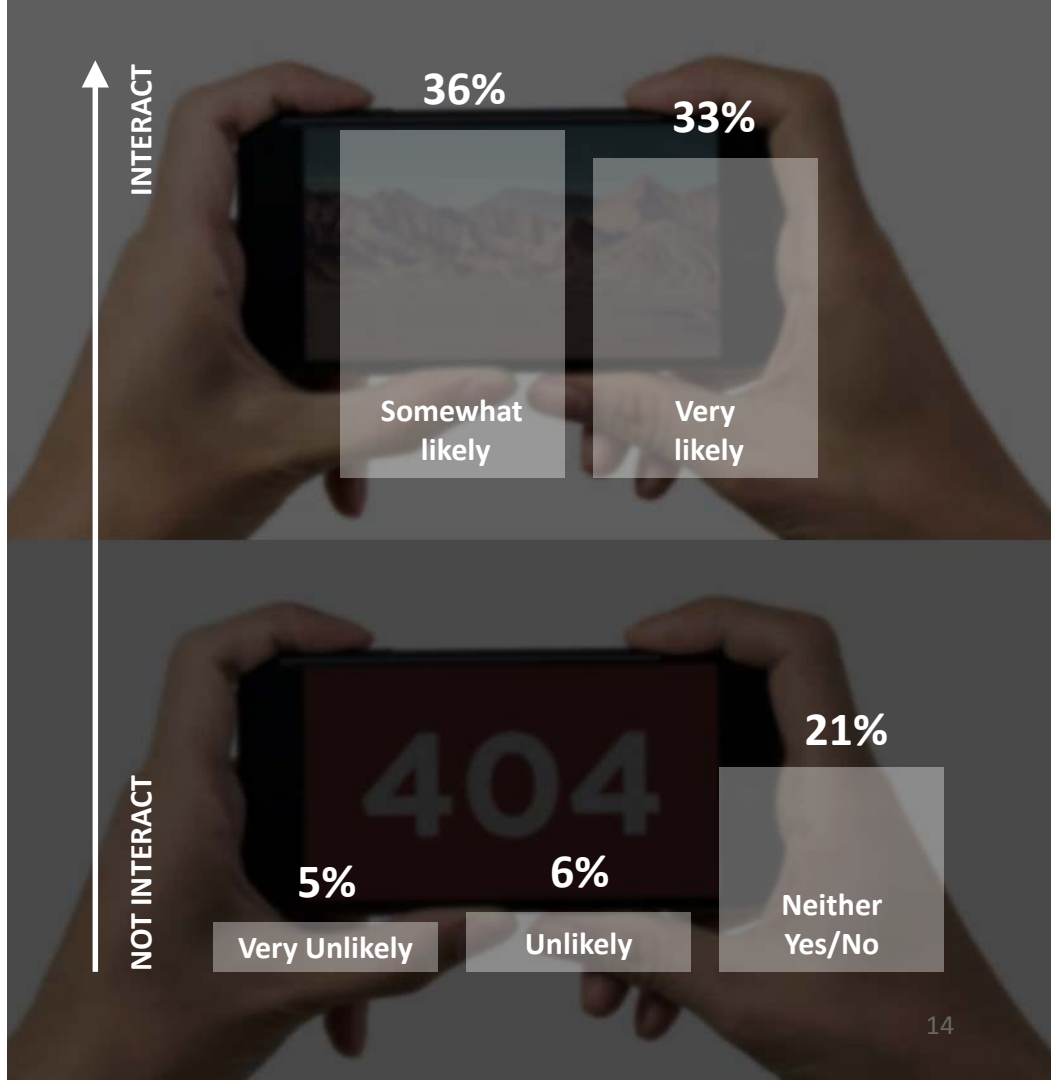 INTERACT
36%
33%
Somewhat
likely
Very
likely
NOT INTERACT
404
21%
5%
6%
Very Unlikely
Unlikely
Neither
Yes/No
14